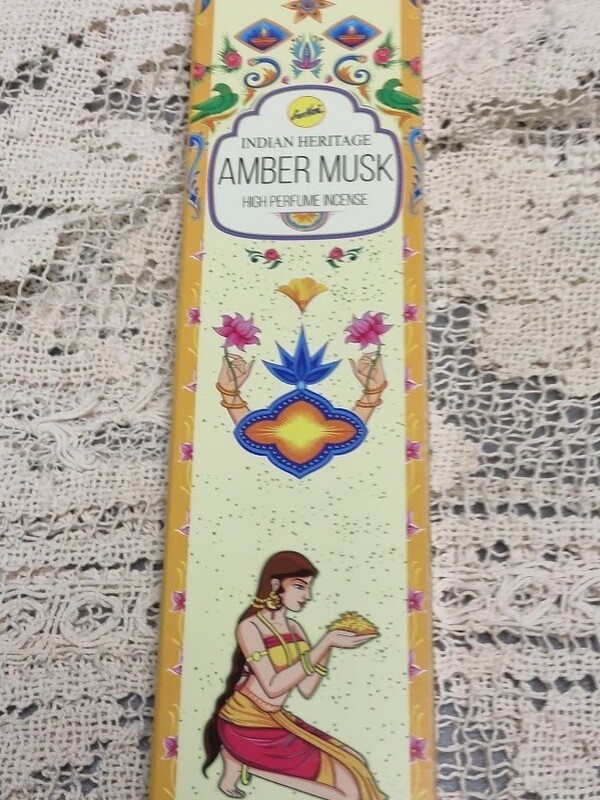 INDIAN HERITAGE
AMBER MUSK
HIGH PERFUME INCENSE